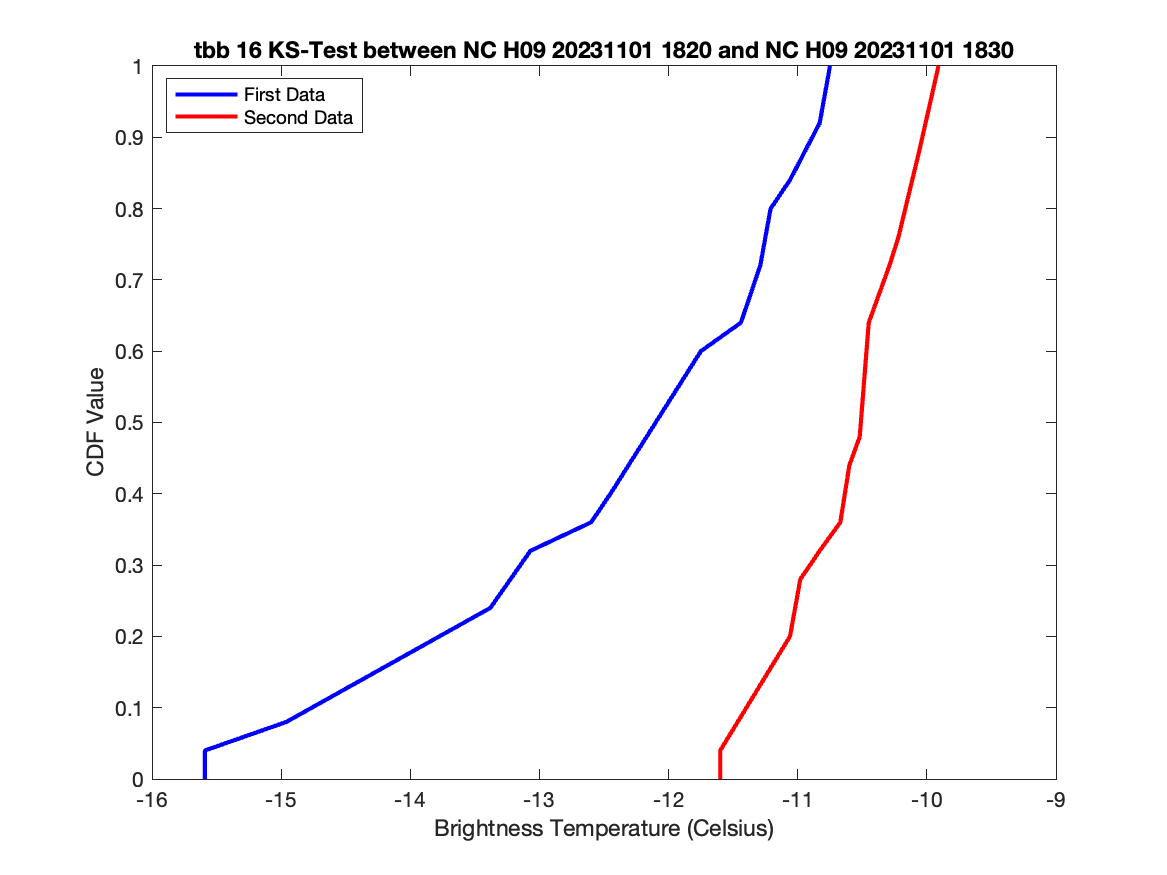 tbb 16 KS-Test between NC H09 20231101 1820 and NC H09 20231101 1830
First Data
Second Data
CDF Value
1
0.9
0.8
0.7
0.6
0.5
0.4
0.3
0.2
0.1
0
-16 -15 -14 -13 -12 -11 -10 -9
Brightness Temperature (Celsius)